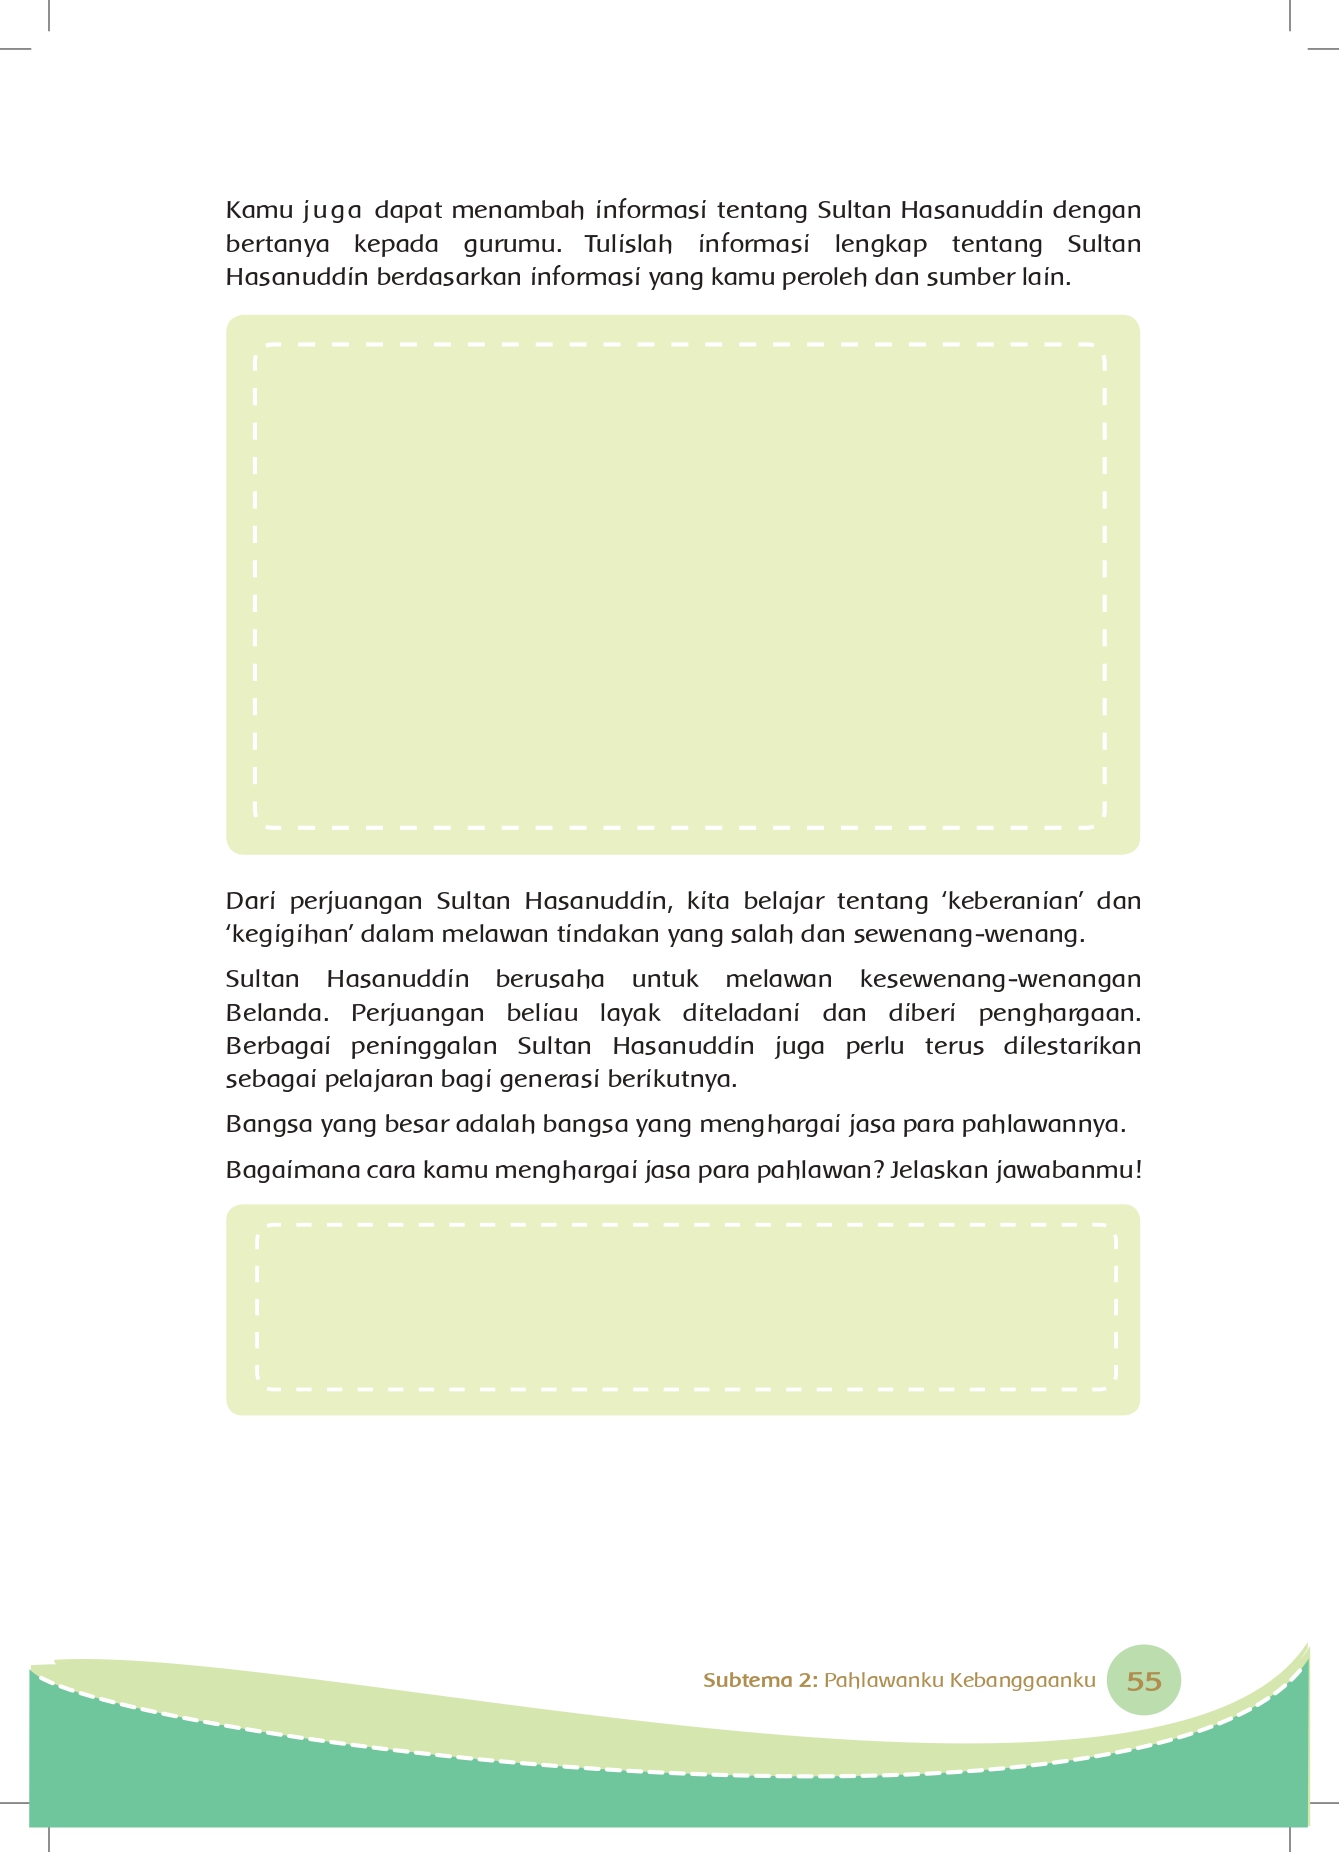 Kamu juga dapat menambah informasi tentang Sultan Hasanuddin dengan
bertanya kepada gurumu. Tulislah informasi lengkap tentang Sultan
Hasanuddin berdasarkan informasi yang kamu peroleh dan sumber lain.
Dari perjuangan Sultan Hasanuddin, kita belajar tentang ‘keberanian’ dan
‘kegigihan’ dalam melawan tindakan yang salah dan sewenang-wenang.
Sultan Hasanuddin berusaha untuk melawan kesewenang-wenangan
Belanda. Perjuangan beliau layak diteladani dan diberi penghargaan.
Berbagai peninggalan Sultan Hasanuddin juga perlu terus dilestarikan
sebagai pelajaran bagi generasi berikutnya.
Bangsa yang besar adalah bangsa yang menghargai jasa para pahlawannya.
Bagaimana cara kamu menghargai jasa para pahlawan? Jelaskan jawabanmu!
Subtema 2: Pahlawanku Kebanggaanku 55